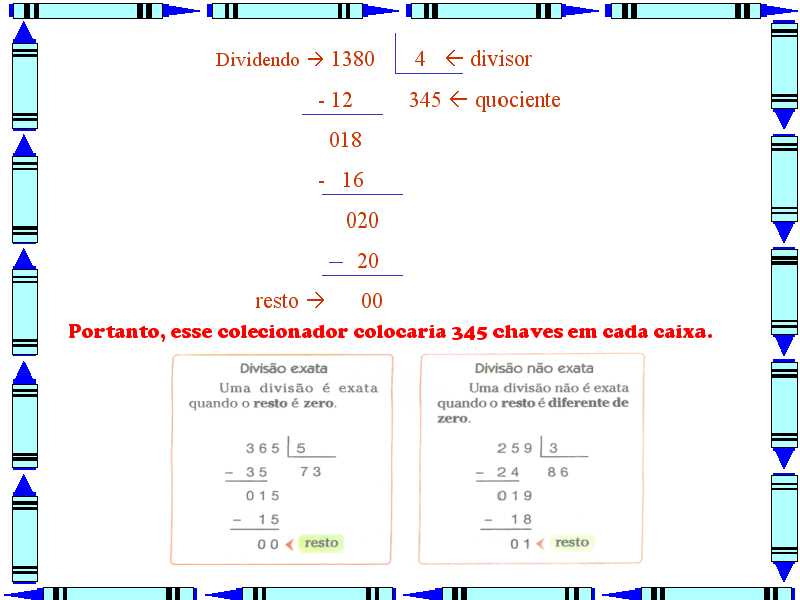 Dividendo → 1380 4 ← divisor
- 12 345 ← quociente
018
- 16
020
– 20
resto → 00
Portanto, esse colecionador colocaria 345 chaves em cada caixa.
Divisão exata
Uma divisão é exata
quando o resto é zero.
365 5
– 35 73
015
– 15
00 resto
Divisão não exata
Uma divisão não é exata
quando o resto é diferente de
zero.
259 3
– 24 86
019
– 18
01 resto